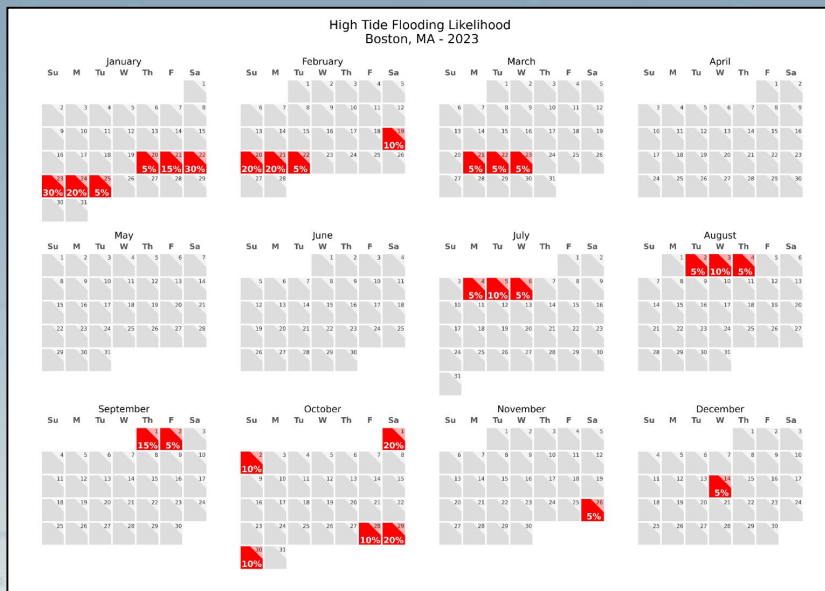 High Tide Flooding Likelihood
Boston, MA - 2023
January
Su M Tu W Th F Sa
1
2 3 4 5 6 7 8
9 10 11 12 13 14 15
16 17 18 19 20 21 22
5% 15% 30%
23 24 25 26 27 28 29
30% 20% 5%
30 31
February
Su M Tu W Th F Sa
1 2 3 4 5
6 7 8 9 10 11 12
13 14 15 16 17 18 19
10%
20 21 22 23 24 25 26
20% 20% 5%
27 28
March
Su M Tu W Th F Sa
1 2 3 4 5
6 7 8 9 10 11 12
13 14 15 16 17 18 19
20 21 22 23 24 25 26
5% 5% 5%
27 28 29 30 31
April
Su M Tu W Th F Sa
1 2
3 4 5 6 7 8 9
10 11 12 13 14 15 16
17 18 19 20 21 22 23
24 25 26 27 28 29 30
May
Su M Tu W Th F Sa
1 2 3 4 5 6 7
8 9 10 11 12 13 14
15 16 17 18 19 20 21
22 23 24 25 26 27 28
29 30 31
June
Su M Tu W Th F Sa
1 2 3 4
5 6 7 8 9 10 11
12 13 14 15 16 17 18
19 20 21 22 23 24 25
26 27 28 29 30
July
Su M Tu W Th F Sa
1 2
3 4 5 6 7 8 9
5% 10% 5%
10 11 12 13 14 15 16
17 18 19 20 21 22 23
24 25 26 27 28 29 30
31
August
Su M Tu W Th F Sa
1 2 3 4 5 6
5% 10% 5%
7 8 9 10 11 12 13
14 15 16 17 18 19 20
21 22 23 24 25 26 27
28 29 30 31
September
Su M Tu W Th F Sa
1 2 3
15% 5%
4 5 6 7 8 9 10
11 12 13 14 15 16 17
18 19 20 21 22 23 24
25 26 27 28 29 30
October
Su M Tu W Th F Sa
1
20%
2 3 4 5 6 7 8
10%
9 10 11 12 13 14 15
16 17 18 19 20 21 22
23 24 25 26 27 28 29
10% 20%
30 31
10%
November
Su M Tu W Th F Sa
1 2 3 4 5
6 7 8 9 10 11 12
13 14 15 16 17 18 19
20 21 22 23 24 25 26
5%
27 28 29 30
December
Su M Tu W Th F Sa
1 2 3
4 5 6 7 8 9 10
11 12 13 14 15 16 17
5%
18 19 20 21 22 23 24
25 26 27 28 29 30